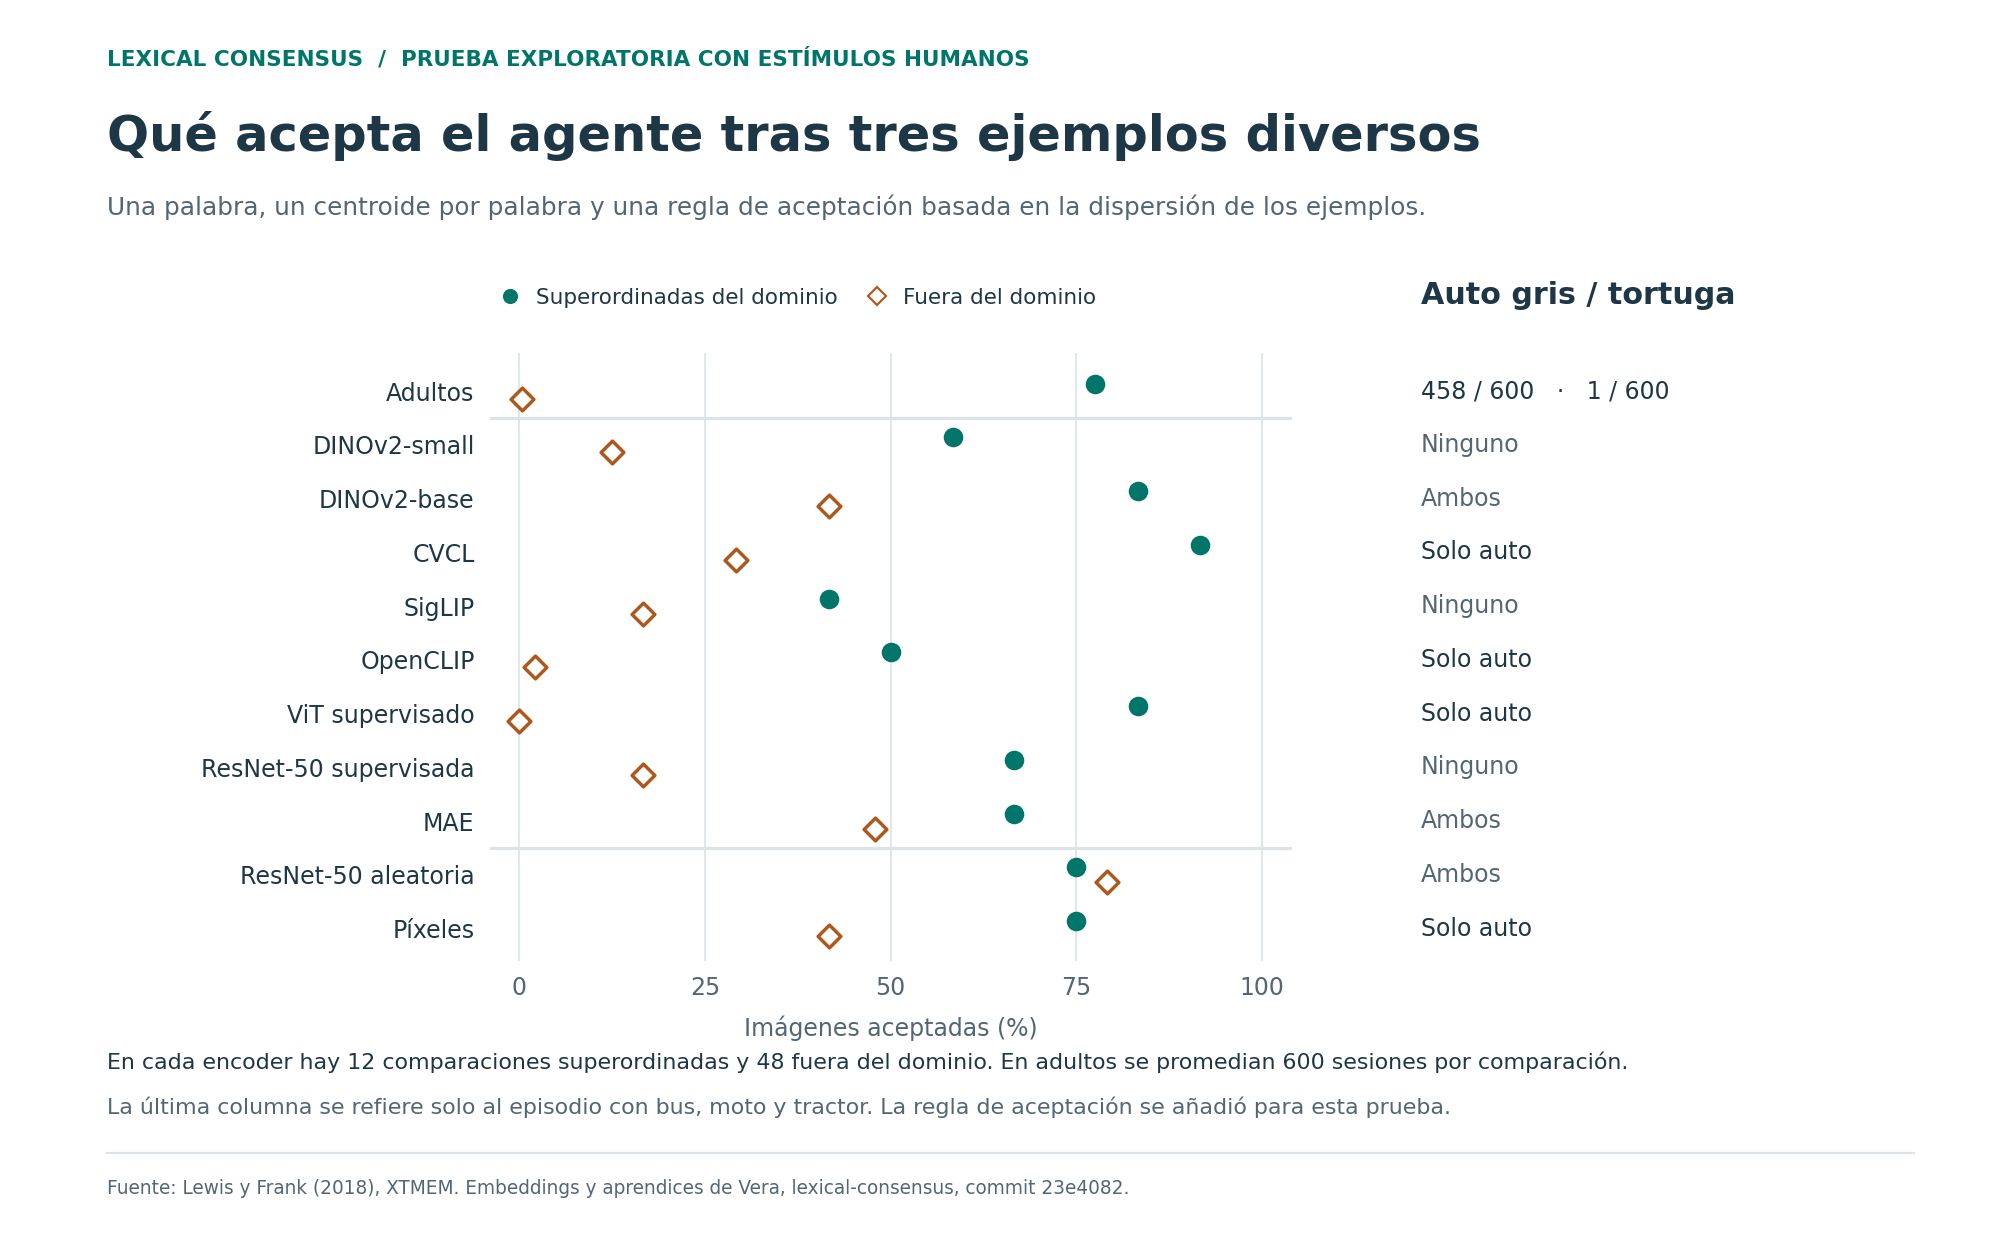 LEXICAL CONSENSUS / PRUEBA EXPLORATORIA CON ESTÍMULOS HUMANOS
Qué acepta el agente tras tres ejemplos diversos
Una palabra, un centroide por palabra y una regla de aceptación basada en la dispersión de los ejemplos.
Superordinadas del dominio Fuera del dominio Auto gris / tortuga
Adultos 458 / 600 · 1 / 600
DINOv2-small Ninguno
DINOv2-base Ambos
CVCL Solo auto
SigLIP Ninguno
OpenCLIP Solo auto
ViT supervisado Solo auto
ResNet-50 supervisada Ninguno
MAE Ambos
ResNet-50 aleatoria Ambos
Píxeles Solo auto
0 25 50 75 100
Imágenes aceptadas (%)
En cada encoder hay 12 comparaciones superordinadas y 48 fuera del dominio. En adultos se promedian 600 sesiones por comparación.
La última columna se refiere solo al episodio con bus, moto y tractor. La regla de aceptación se añadió para esta prueba.
Fuente: Lewis y Frank (2018), XTMEM. Embeddings y aprendices de Vera, lexical-consensus, commit 23e4082.